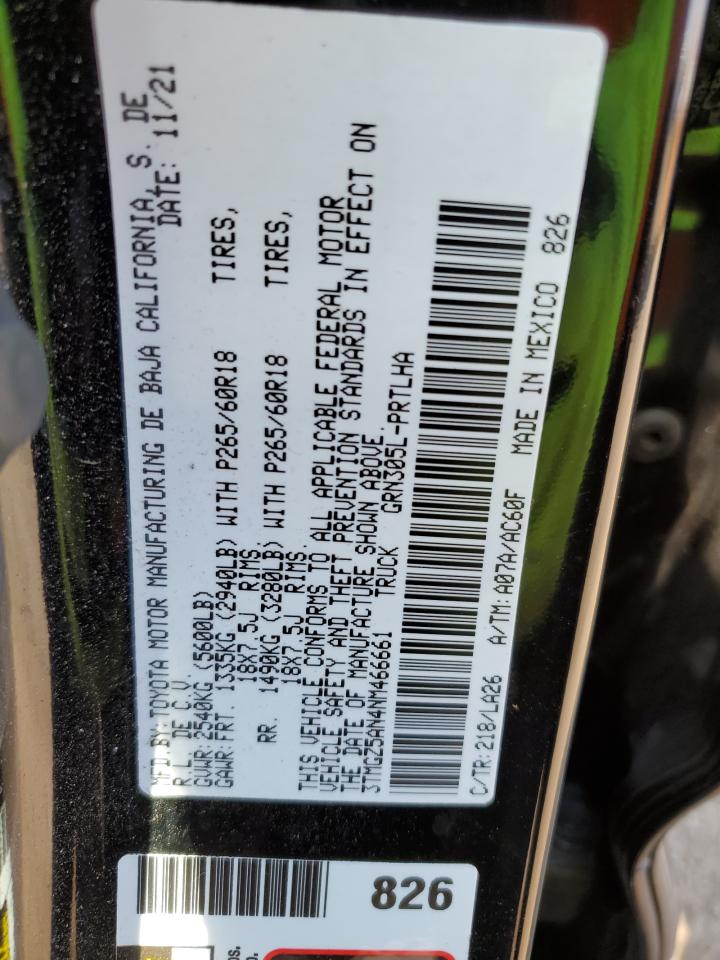 MFD.BY: TOYOTA MOTOR MANUFACTURING DE BAJA CALIFORNIA, S. DE
R.L. DE C.V. DATE: 11/21
GVWR: 2540KG (5600LB)
GAWR: FRT. 1335KG (2940LB) WITH P265/60R18 TIRES,
18X7.5J RIMS,
RR. 1490KG (3280LB) WITH P265/60R18 TIRES,
18X7.5J RIMS.
THIS VEHICLE CONFORMS TO ALL APPLICABLE FEDERAL MOTOR
VEHICLE SAFETY AND THEFT PREVENTION STANDARDS IN EFFECT ON
THE DATE OF MANUFACTURE SHOWN ABOVE.
3TMGZ5AN4NM466661 TRUCK GRN305L-PRTLHA
C/TR: 218/LA26 A/TM: A07A/AC60F MADE IN MEXICO 826
826